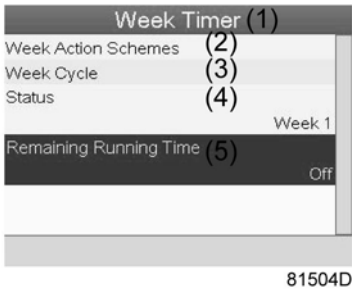 Week Timer (1)
Week Action Schemes (2)
Week Cycle (3)
Status (4)
Week 1
Remaining Running Time (5)
Off
81504D